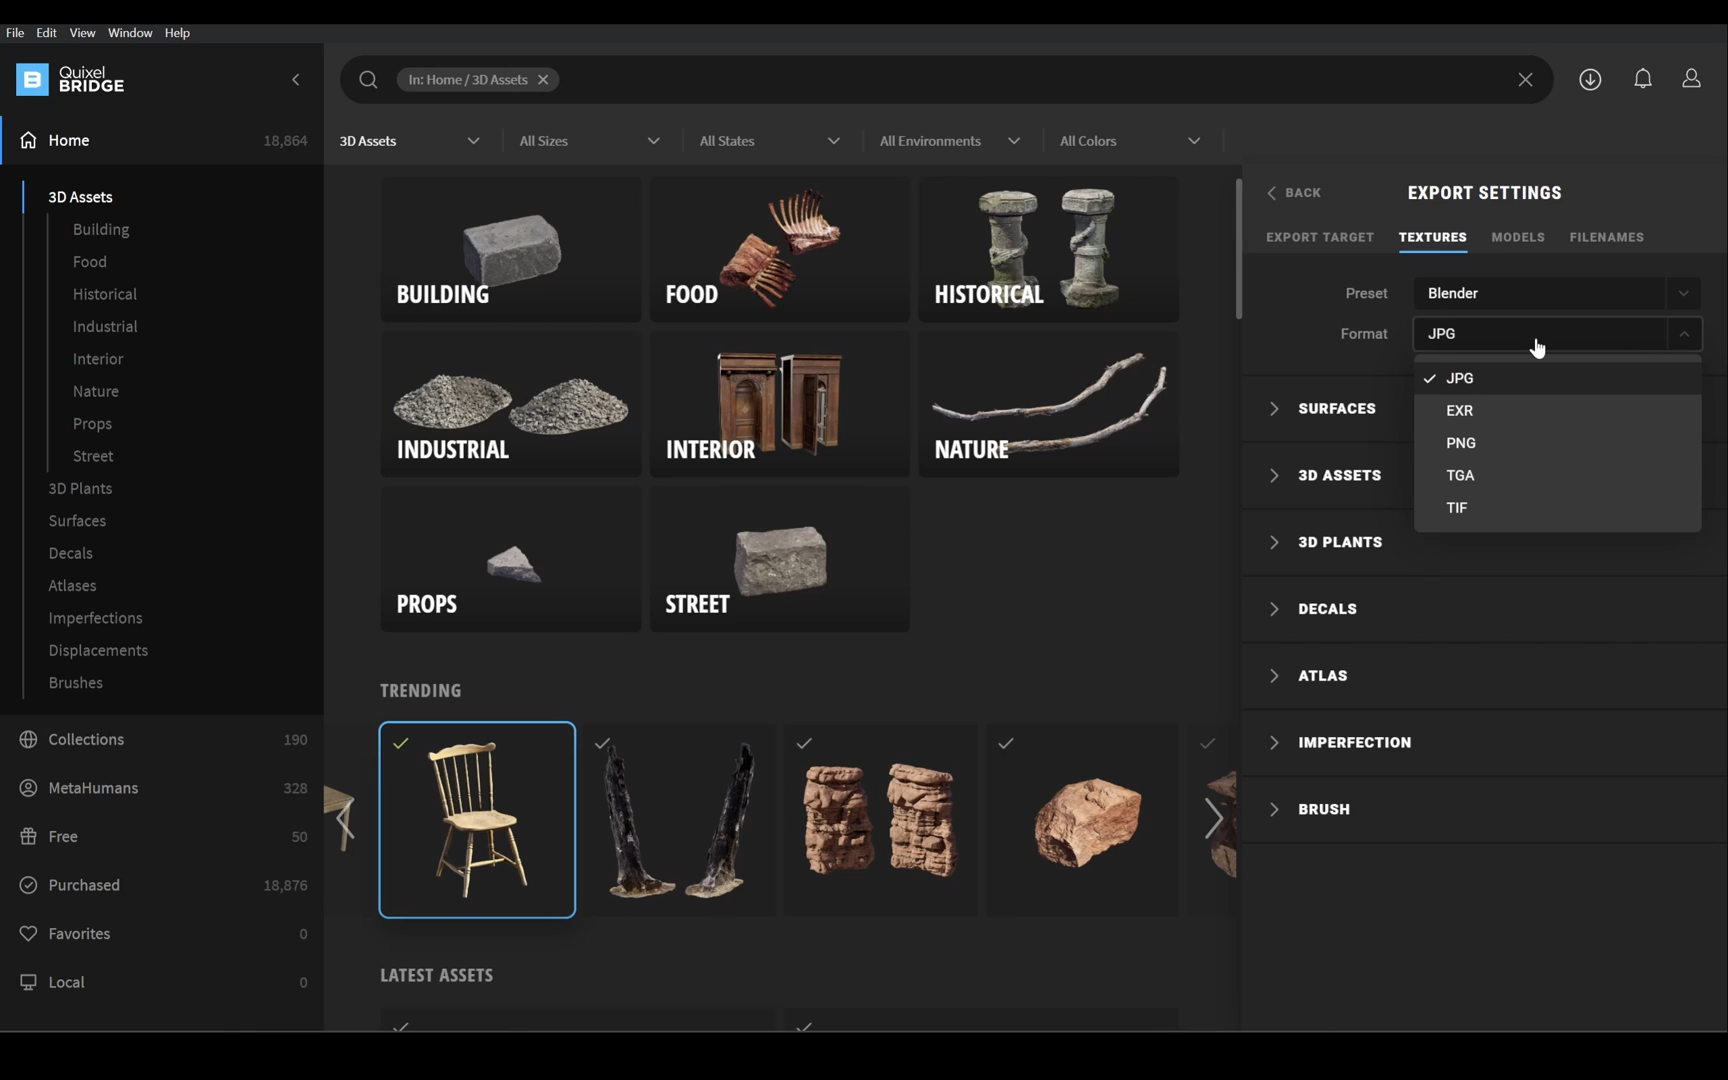 File Edit View Window Help
Quixel
BRIDGE
Home 18,864
3D Assets
Building
Food
Historical
Industrial
Interior
Nature
Props
Street
3D Plants
Surfaces
Decals
Atlases
Imperfections
Displacements
Brushes
Collections 190
MetaHumans 328
Free 50
Purchased 18,876
Favorites 0
Local 0
In: Home / 3D Assets
3D Assets All Sizes All States All Environments All Colors
BUILDING FOOD HISTORICAL
INDUSTRIAL INTERIOR NATURE
PROPS STREET
TRENDING
LATEST ASSETS
BACK EXPORT SETTINGS
EXPORT TARGET TEXTURES MODELS FILENAMES
Preset Blender
Format JPG
JPG
EXR
PNG
TGA
TIF
SURFACES
3D ASSETS
3D PLANTS
DECALS
ATLAS
IMPERFECTION
BRUSH